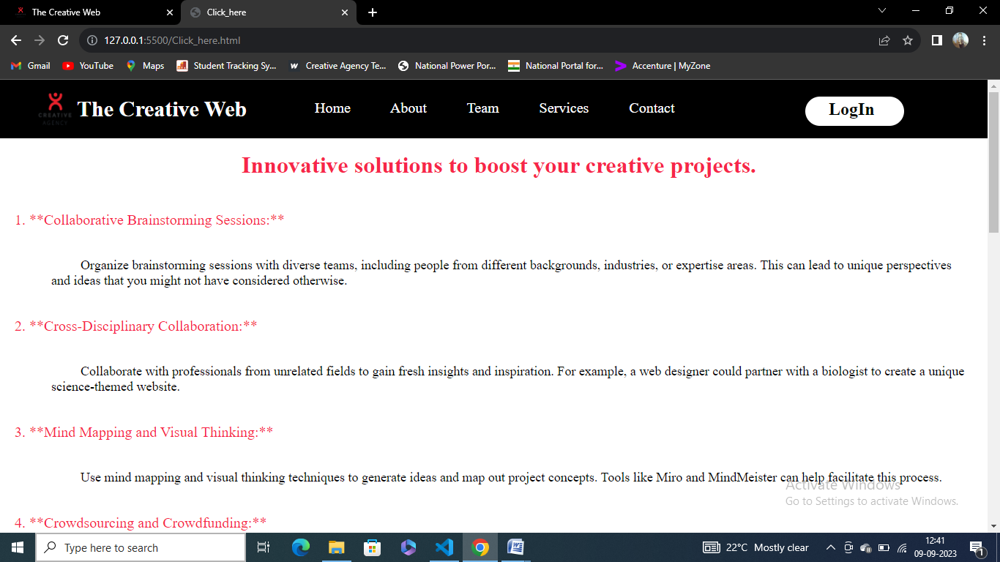 The Creative Web
Click_here
127.0.0.1:5500/Click_here.html
Gmail
YouTube
Maps
Student Tracking Sy...
Creative Agency Te...
National Power Por...
National Portal for...
Accenture | MyZone
CREATIVE
AGENCY
The Creative Web
Home
About
Team
Services
Contact
LogIn
Innovative solutions to boost your creative projects.
1. **Collaborative Brainstorming Sessions:**
Organize brainstorming sessions with diverse teams, including people from different backgrounds, industries, or expertise areas. This can lead to unique perspectives
and ideas that you might not have considered otherwise.
2. **Cross-Disciplinary Collaboration:**
Collaborate with professionals from unrelated fields to gain fresh insights and inspiration. For example, a web designer could partner with a biologist to create a unique
science-themed website.
3. **Mind Mapping and Visual Thinking:**
Use mind mapping and visual thinking techniques to generate ideas and map out project concepts. Tools like Miro and MindMeister can help facilitate this process.
Activate Windows
Go to Settings to activate Windows.
4. **Crowdsourcing and Crowdfunding:**
Type here to search
22°C Mostly clear
12:41
09-09-2023
1